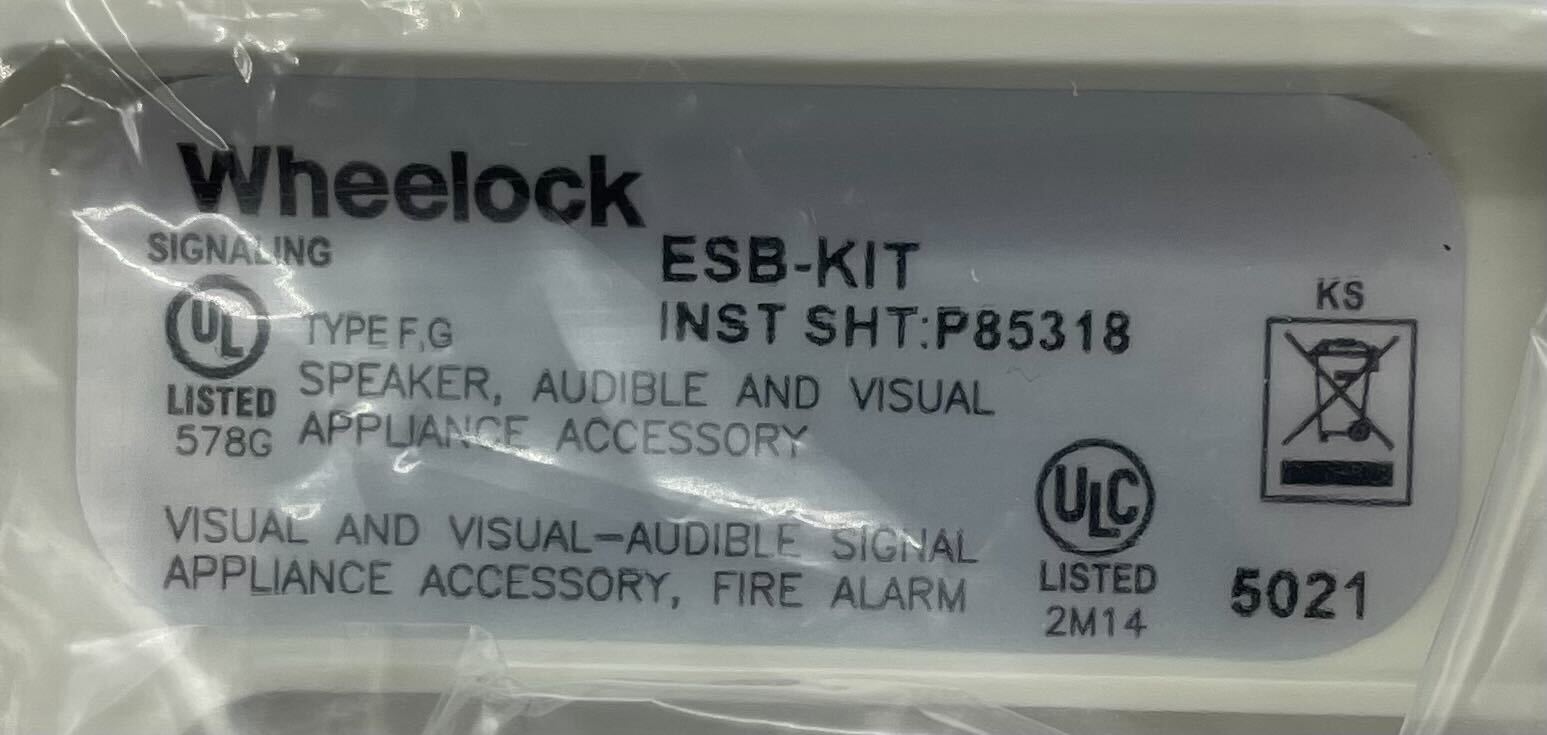 Wheelock
SIGNALING
ESB-KIT
INST SHT:P85318
UL
LISTED
578G
TYPE F,G
SPEAKER, AUDIBLE AND VISUAL
APPLIANCE ACCESSORY
VISUAL AND VISUAL-AUDIBLE SIGNAL
APPLIANCE ACCESSORY, FIRE ALARM
ULC
LISTED
2M14
KS
5021